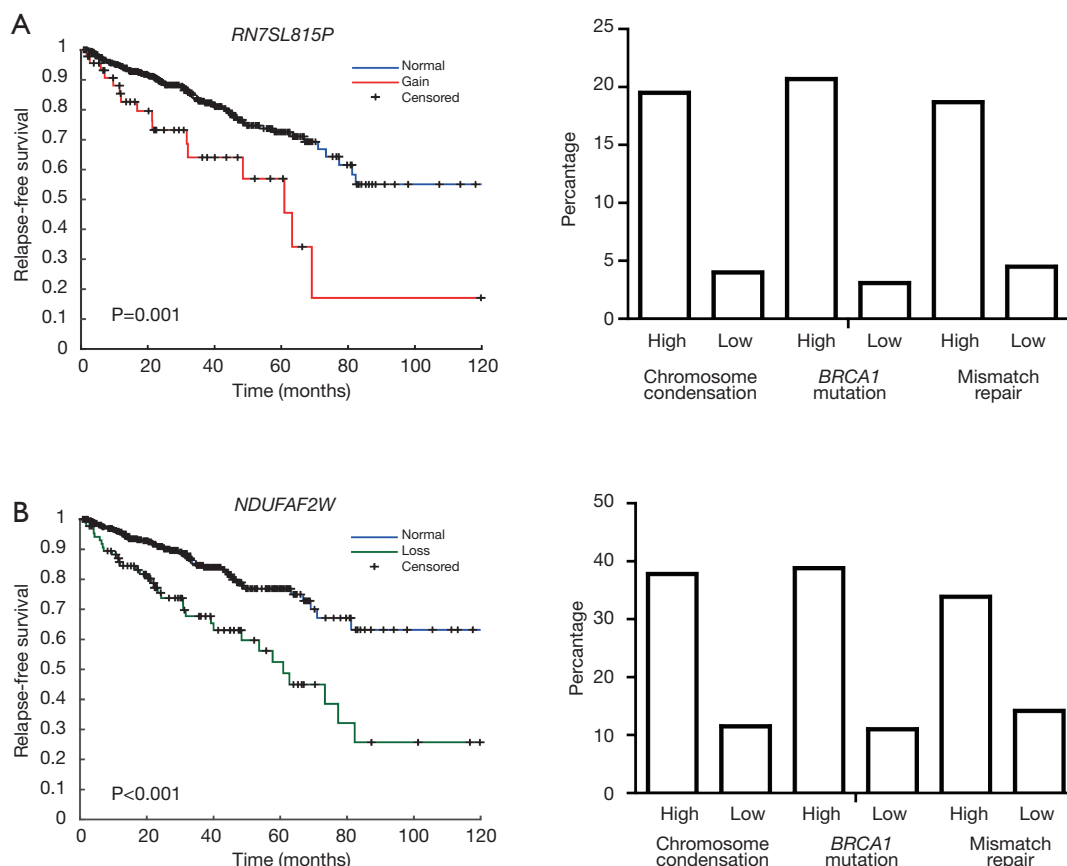 A
RN7SL815P
Normal
Gain
Censored
Relapse-free survival
1
0.9
0.8
0.7
0.6
0.5
0.4
0.3
0.2
0.1
0
P=0.001
0 20 40 60 80 100 120
Time (months)
Percentage
25
20
15
10
5
0
High Low High Low High Low
Chromosome condensation
BRCA1 mutation
Mismatch repair
B
NDUFAF2W
Normal
Loss
Censored
Relapse-free survival
1
0.9
0.8
0.7
0.6
0.5
0.4
0.3
0.2
0.1
0
P<0.001
0 20 40 60 80 100 120
Time (months)
Percentage
50
40
30
20
10
0
High Low High Low High Low
Chromosome condensation
BRCA1 mutation
Mismatch repair